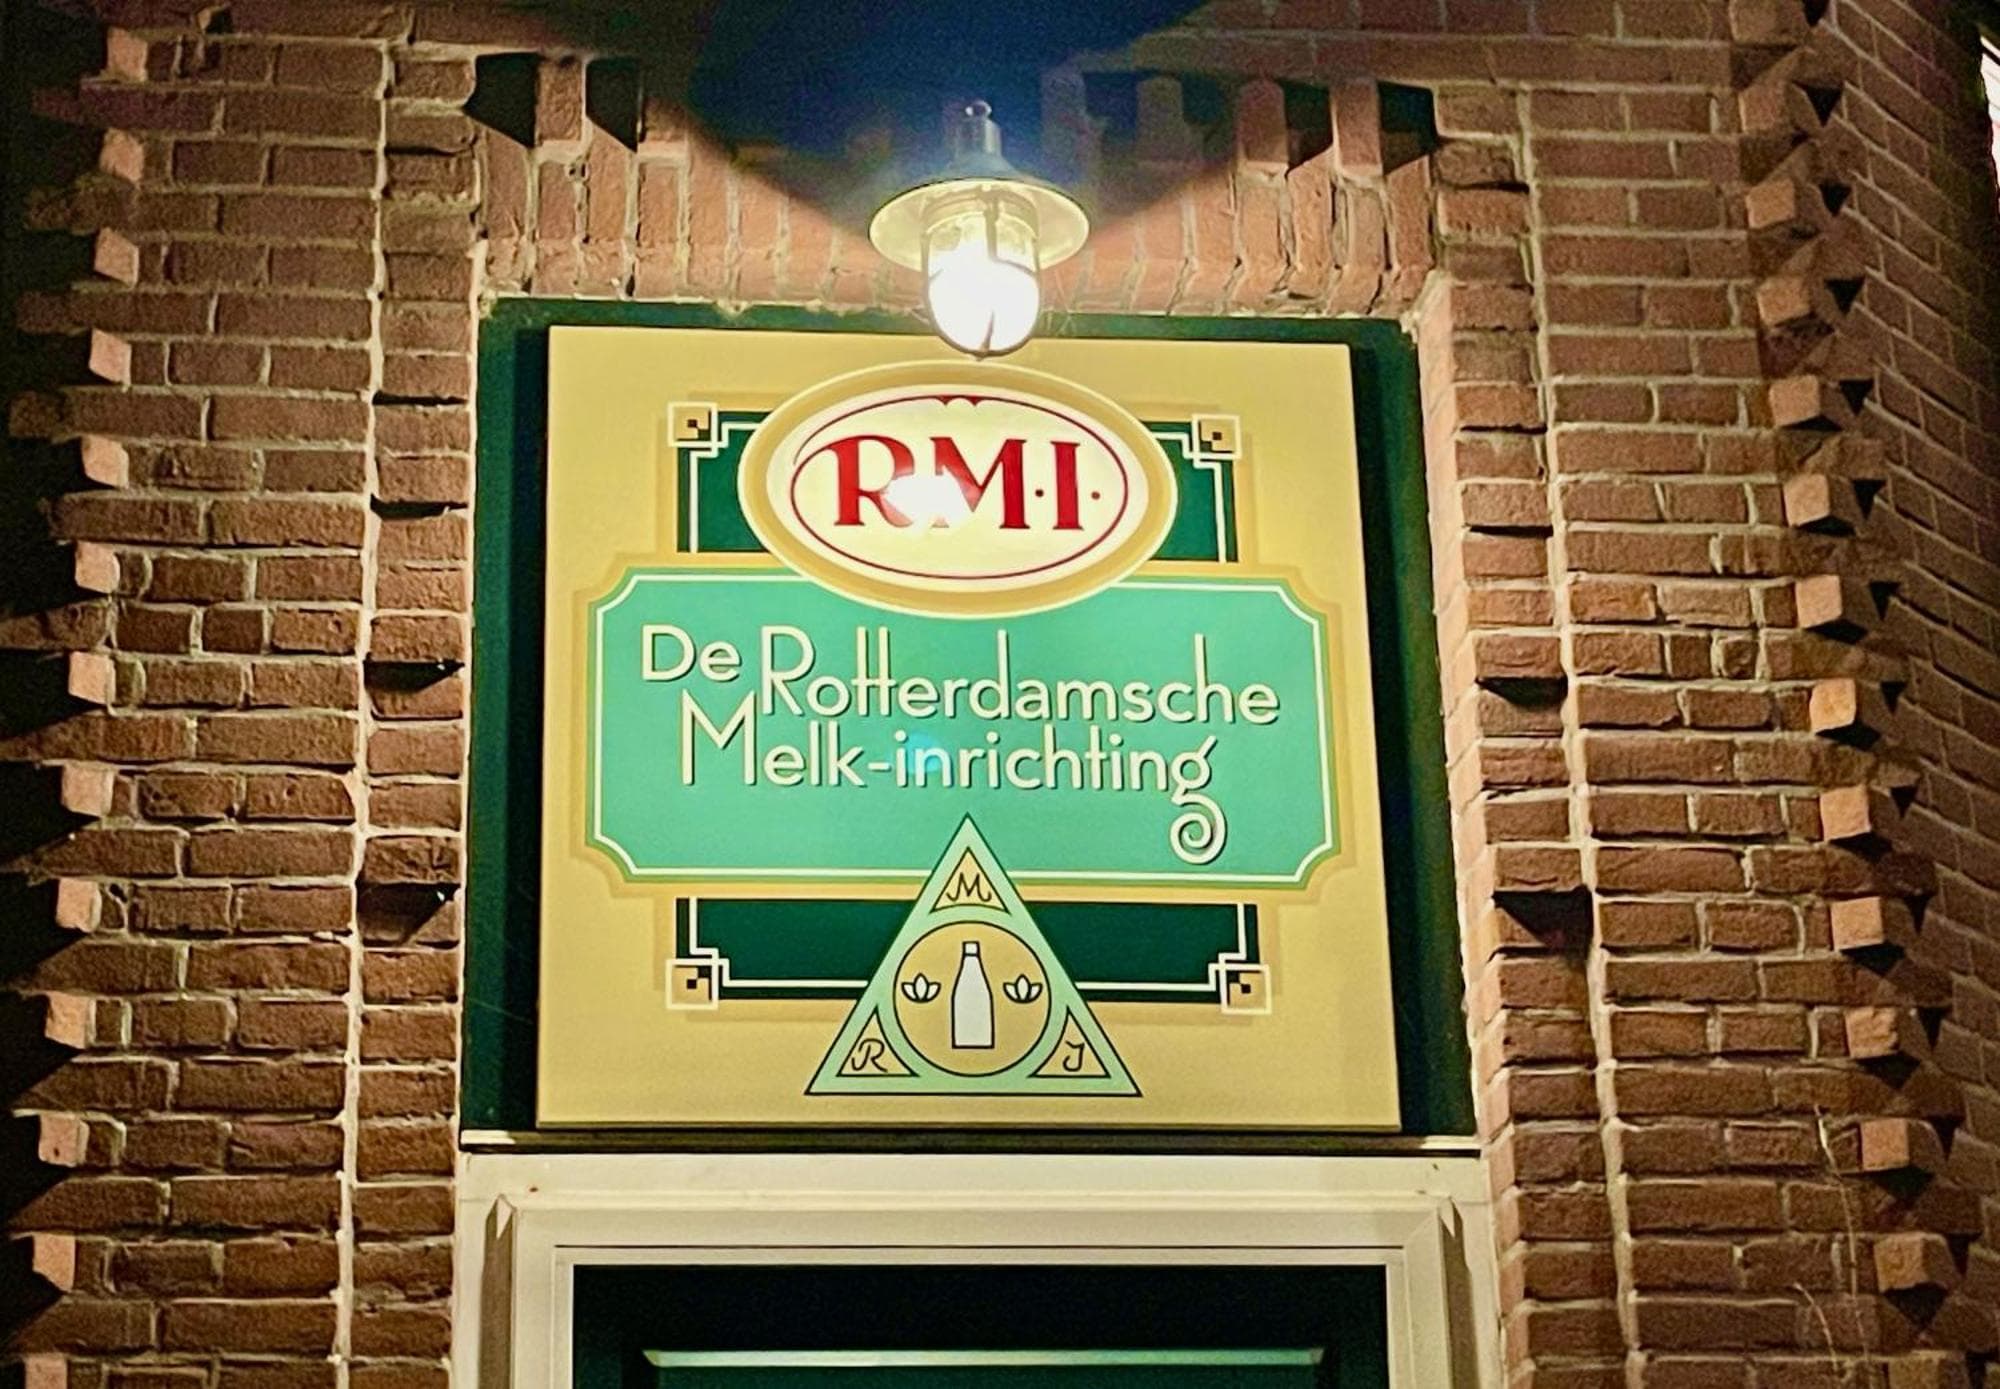 R.M.I.
De Rotterdamsche
Melk-inrichting
M
R I